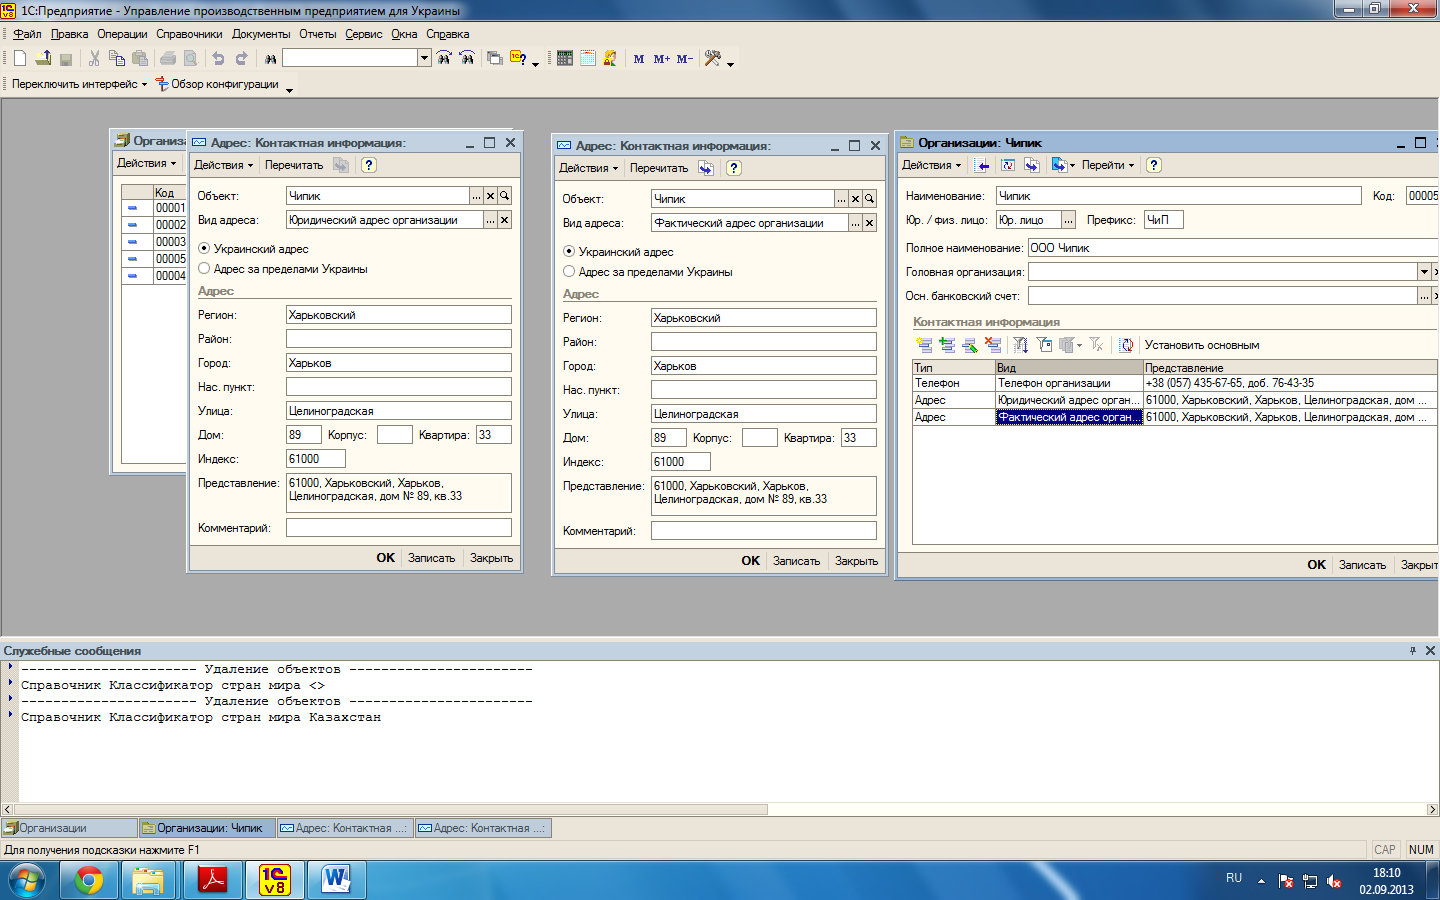 1С:Предприятие - Управление производственным предприятием для Украины
Файл Правка Операции Справочники Документы Отчеты Сервис Окна Справка
M M+ M-
Переключить интерфейс Обзор конфигурации
Организа
Действия
Код
00001
00002
00003
00005
00004
Адрес: Контактная информация:
Действия Перечитать
Объект: Чипик
Вид адреса: Юридический адрес организации
Украинский адрес
Адрес за пределами Украины
Адрес
Регион: Харьковский
Район:
Город: Харьков
Нас. пункт:
Улица: Целиноградская
Дом: 89 Корпус: Квартира: 33
Индекс: 61000
Представление: 61000, Харьковский, Харьков,
Целиноградская, дом № 89, кв.33
Комментарий:
OK Записать Закрыть
Адрес: Контактная информация:
Действия Перечитать
Объект: Чипик
Вид адреса: Фактический адрес организации
Украинский адрес
Адрес за пределами Украины
Адрес
Регион: Харьковский
Район:
Город: Харьков
Нас. пункт:
Улица: Целиноградская
Дом: 89 Корпус: Квартира: 33
Индекс: 61000
Представление: 61000, Харьковский, Харьков,
Целиноградская, дом № 89, кв.33
Комментарий:
OK Записать Закрыть
Организации: Чипик
Действия Перейти
Наименование: Чипик Код: 00005
Юр. / физ. лицо: Юр. лицо Префикс: ЧиП
Полное наименование: ООО Чипик
Головная организация:
Осн. банковский счет:
Контактная информация
Установить основным
Тип Вид Представление
Телефон Телефон организации +38 (057) 435-67-65, доб. 76-43-35
Адрес Юридический адрес орган... 61000, Харьковский, Харьков, Целиноградская, дом ...
Адрес Фактический адрес орган... 61000, Харьковский, Харьков, Целиноградская, дом ...
OK Записать Закрыт
Служебные сообщения
---------------------- Удаление объектов -----------------------
Справочник Классификатор стран мира <>
---------------------- Удаление объектов -----------------------
Справочник Классификатор стран мира Казахстан
Организации Организации: Чипик Адрес: Контактная ...: Адрес: Контактная ...:
Для получения подсказки нажмите F1 CAP NUM
RU 18:10
02.09.2013